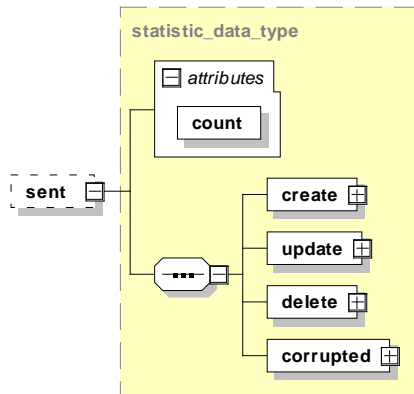 statistic_data_type
attributes
count
sent
create
update
delete
corrupted